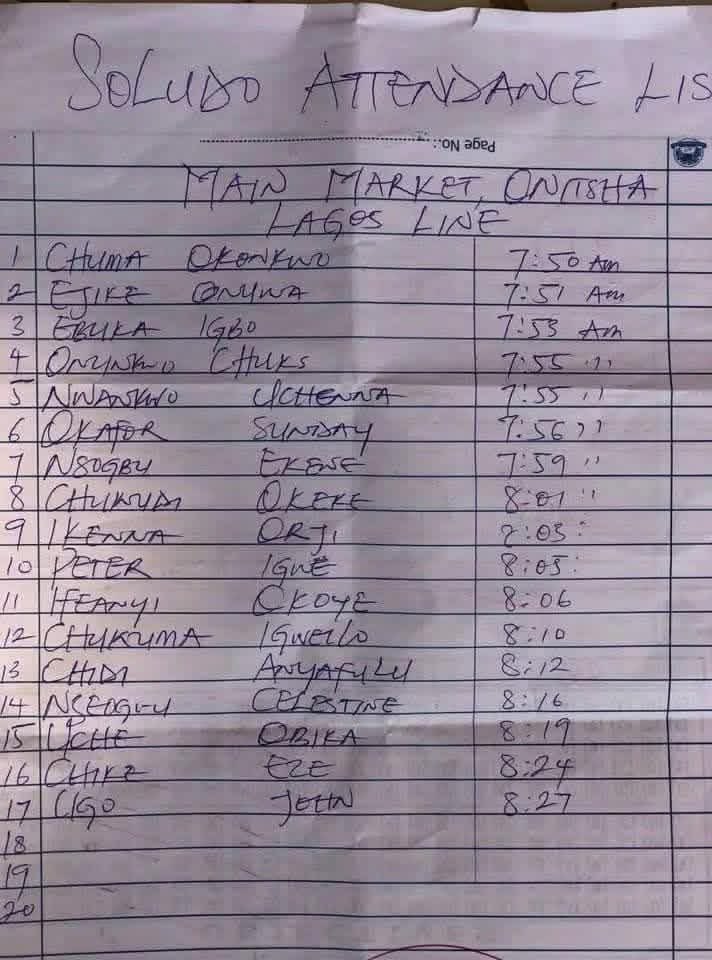 SOLUDO ATTENDANCE LIS
Page No.:
MAIN MARKET, ONITSHA
LAGOS LINE
1 CHUMA OKONKWO 7:50 Am
2 EJIKE ONUWA 7:51 Am
3 EBUKA IGBO 7:53 Am
4 ONUNKWO CHUKS 7:55 ''
5 NWANKWO UCHENNA 7:55 ''
6 OKAFOR SUNDAY 7:56 ''
7 NSOGBU EKENE 7:59 ''
8 OKEKE 8:01 ''
9 IKENNA ORJI 8:03 ''
10 PETER IGWE 8:05 ''
11 IFEANYI OKOYE 8:06
12 CHUKUMA IGWEILO 8:10
13 CHIDI 8:12
14 CELESTINE 8:16
15 UCHE OBIKA 8:19
16 CHIKE EZE 8:24
17 UGO JOHN 8:27
18
19
20